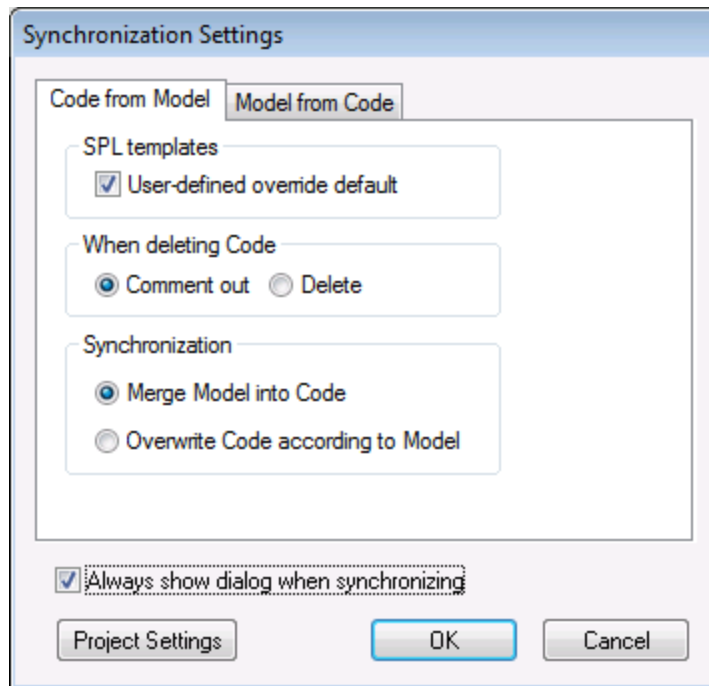 Synchronization Settings
Code from Model Model from Code
SPL templates
User-defined override default
When deleting Code
Comment out Delete
Synchronization
Merge Model into Code
Overwrite Code according to Model
Always show dialog when synchronizing
Project Settings OK Cancel